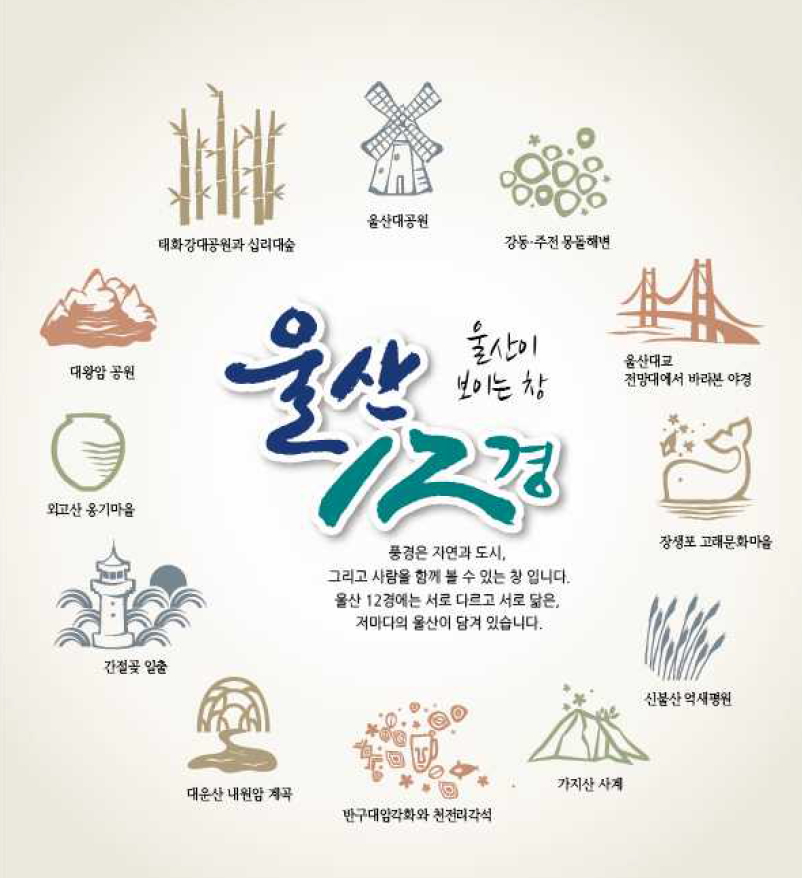 울산대공원
태화강대공원과 십리대숲
강동·주전 몽돌해변
대왕암 공원
울산대교
전망대에서 바라본 야경
울산12경
울산이
보이는 창
외고산 옹기마을
장생포 고래문화마을
풍경은 자연과 도시,
그리고 사람을 함께 볼 수 있는 창 입니다.
울산 12경에는 서로 다르고 서로 닮은,
저마다의 울산이 담겨 있습니다.
간절곶 일출
신불산 억새평원
대운산 내원암 계곡
가지산 사계
반구대암각화와 천전리각석